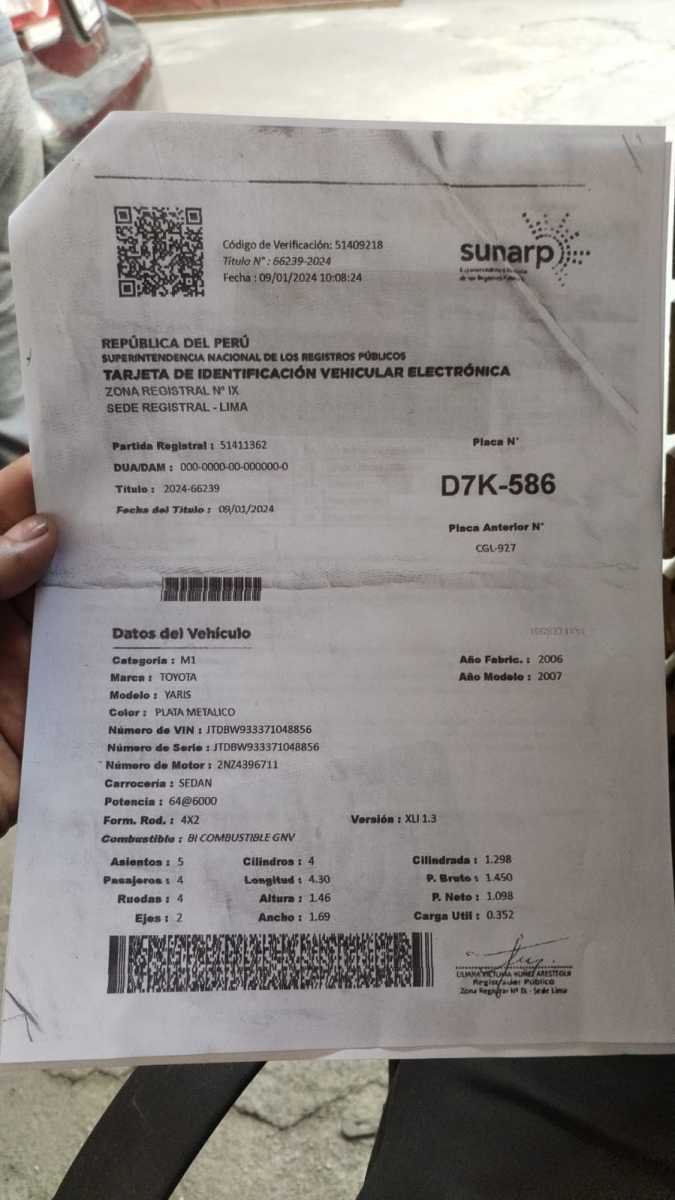 Código de Verificación: 51409218
Título N° : 66239-2024
Fecha : 09/01/2024 10:08:24
sunarp
REPÚBLICA DEL PERÚ
SUPERINTENDENCIA NACIONAL DE LOS REGISTROS PÚBLICOS
TARJETA DE IDENTIFICACIÓN VEHICULAR ELECTRÓNICA
ZONA REGISTRAL N° IX
SEDE REGISTRAL - LIMA
Partida Registral : 51411362
DUA/DAM : 000-0000-00-000000-0
Título : 2024-66239
Fecha del Título : 09/01/2024
Placa N°
D7K-586
Placa Anterior N°
CGL-927
Datos del Vehículo
Categoría : M1
Marca : TOYOTA
Modelo : YARIS
Color : PLATA METALICO
Número de VIN : JTDBW933371048856
Número de Serie : JTDBW933371048856
Número de Motor : 2NZ4396711
Carrocería : SEDAN
Potencia : 64@6000
Form. Rod. : 4X2
Combustible : BI COMBUSTIBLE GNV
Año Fabric. : 2006
Año Modelo : 2007
Versión : XLI 1.3
Asientos : 5 Cilindros : 4 Cilindrada : 1.298
Pasajeros : 4 Longitud : 4.30 P. Bruto : 1.450
Ruedas : 4 Altura : 1.46 P. Neto : 1.098
Ejes : 2 Ancho : 1.69 Carga Util : 0.352
LILIANA VICTORIA NUÑEZ ARESTEGUI
Registrador Público
Zona Registral N° IX - Sede Lima